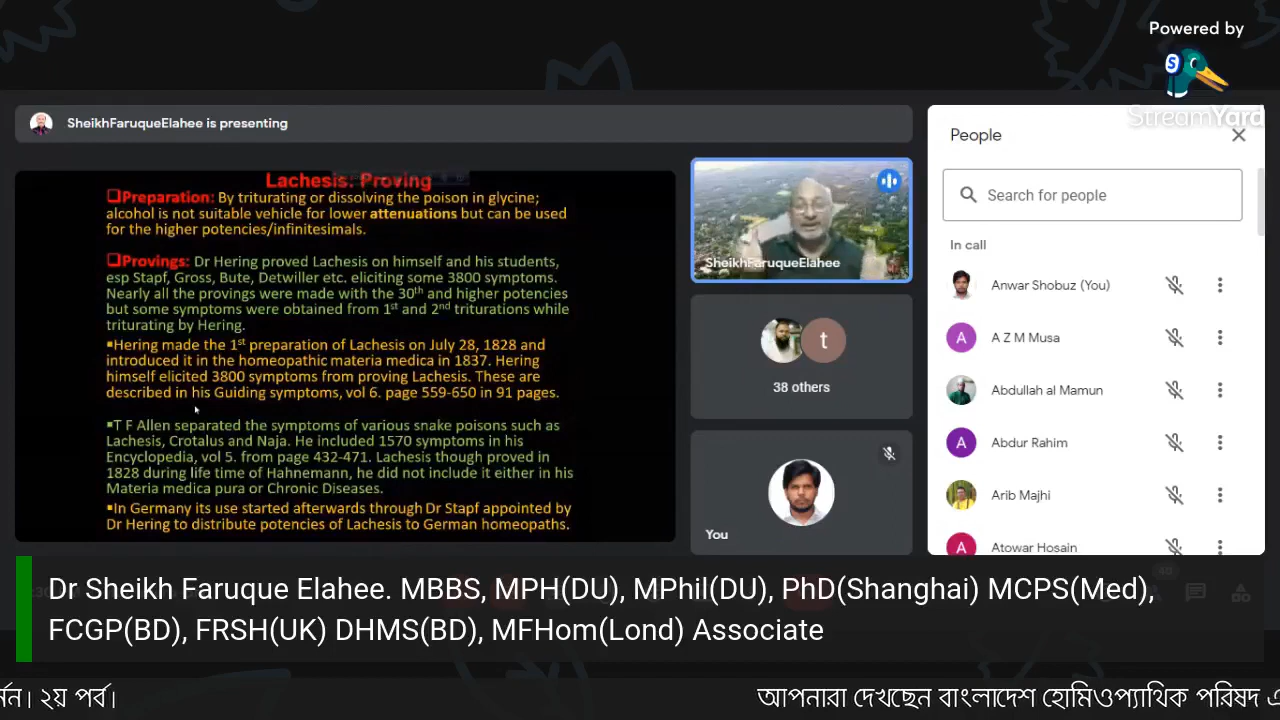 Powered by
S
StreamYard
SheikhFaruqueElahee is presenting
Lachesis: Proving
❑Preparation: By triturating or dissolving the poison in glycine;
alcohol is not suitable vehicle for lower attenuations but can be used
for the higher potencies/infinitesimals.
❑Provings: Dr Hering proved Lachesis on himself and his students,
esp Stapf, Gross, Bute, Detwiller etc. eliciting some 3800 symptoms.
Nearly all the provings were made with the 30th and higher potencies
but some symptoms were obtained from 1st and 2nd triturations while
triturating by Hering.
▪Hering made the 1st preparation of Lachesis on July 28, 1828 and
introduced it in the homeopathic materia medica in 1837. Hering
himself elicited 3800 symptoms from proving Lachesis. These are
described in his Guiding symptoms, vol 6. page 559-650 in 91 pages.
▪T F Allen separated the symptoms of various snake poisons such as
Lachesis, Crotalus and Naja. He included 1570 symptoms in his
Encyclopedia, vol 5. from page 432-471. Lachesis though proved in
1828 during life time of Hahnemann, he did not include it either in his
Materia medica pura or Chronic Diseases.
▪In Germany its use started afterwards through Dr Stapf appointed by
Dr Hering to distribute potencies of Lachesis to German homeopaths.
SheikhFaruqueElahee
t
38 others
You
People
Search for people
In call
Anwar Shobuz (You)
A
A Z M Musa
Abdullah al Mamun
A
Abdur Rahim
Arib Majhi
A
Atowar Hosain
40
Dr Sheikh Faruque Elahee. MBBS, MPH(DU), MPhil(DU), PhD(Shanghai) MCPS(Med),
FCGP(BD), FRSH(UK) DHMS(BD), MFHom(Lond) Associate
২য় পর্ব। আপনারা দেখছেন বাংলাদেশ হোমিওপ্যাথিক পরিষদ এ